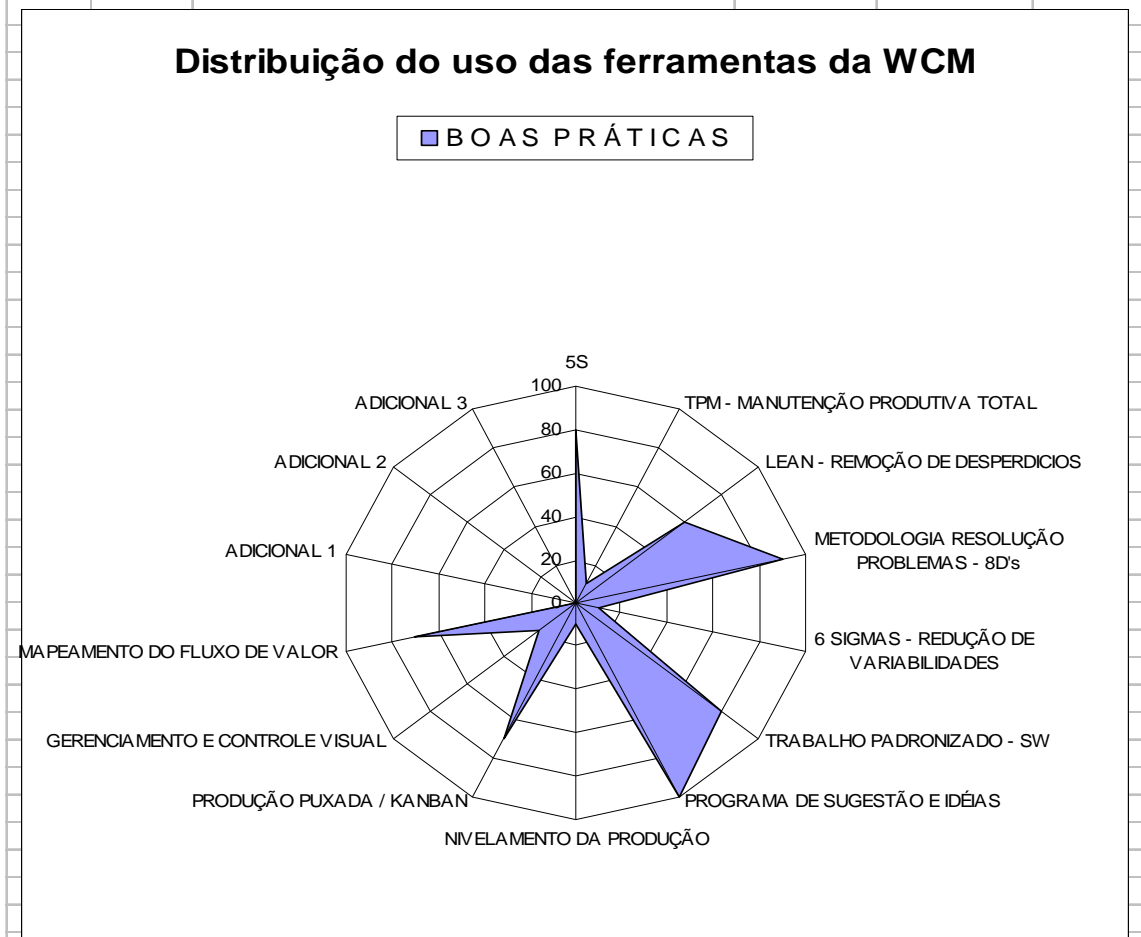 Distribuição do uso das ferramentas da WCM
BOAS PRÁTICAS
5S
100
80
60
40
20
0
TPM - MANUTENÇÃO PRODUTIVA TOTAL
LEAN - REMOÇÃO DE DESPERDICIOS
METODOLOGIA RESOLUÇÃO
PROBLEMAS - 8D's
6 SIGMAS - REDUÇÃO DE
VARIABILIDADES
TRABALHO PADRONIZADO - SW
PROGRAMA DE SUGESTÃO E IDÉIAS
NIVELAMENTO DA PRODUÇÃO
PRODUÇÃO PUXADA / KANBAN
GERENCIAMENTO E CONTROLE VISUAL
MAPEAMENTO DO FLUXO DE VALOR
ADICIONAL 1
ADICIONAL 2
ADICIONAL 3